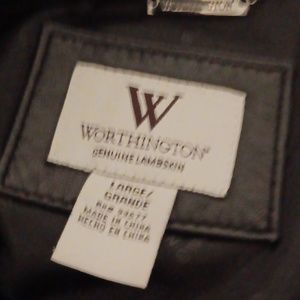 W
WORTHINGTON®
GENUINE LAMBSKIN
LARGE/
GRANDE
MADE IN CHINA
HECHO EN CHINA